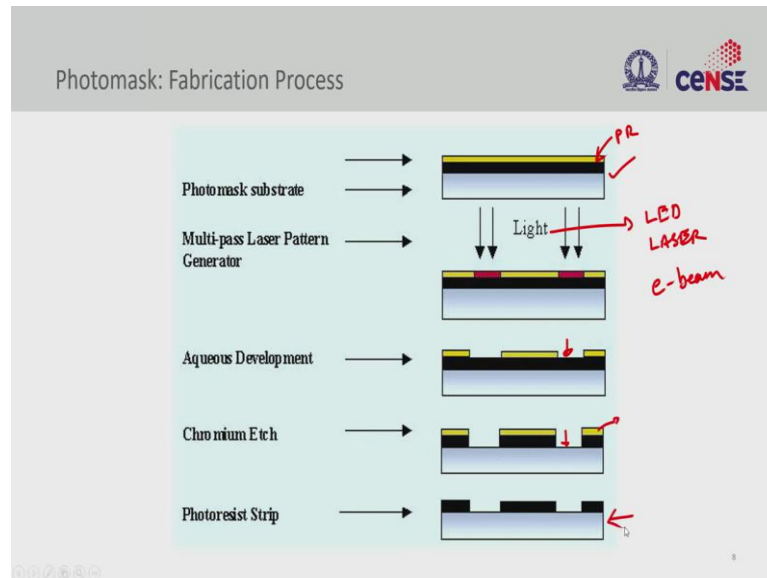 Photomask: Fabrication Process
CeNSE
PR
Photomask substrate
Multi-pass Laser Pattern
Generator
Light
LED
LASER
e-beam
Aqueous Development
Chromium Etch
Photoresist Strip
8